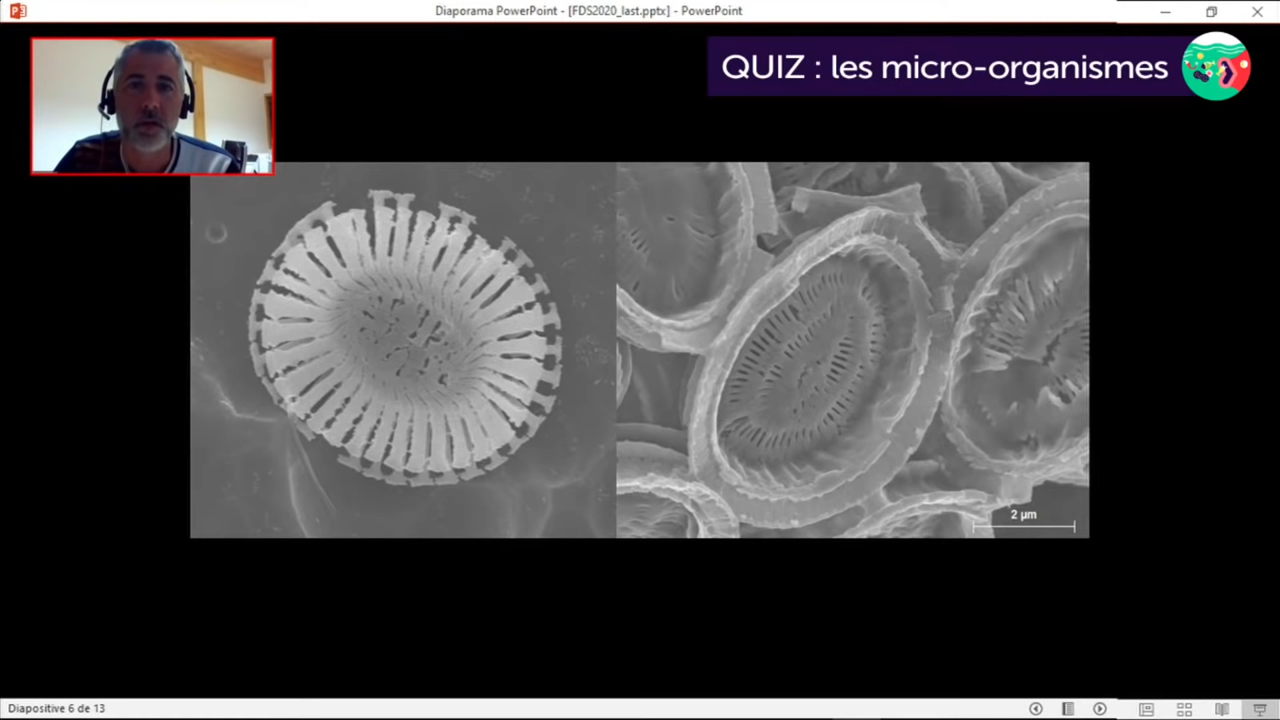 Diaporama PowerPoint - [FDS2020_last.pptx] - PowerPoint
QUIZ : les micro-organismes
2 µm
Diapositive 6 de 13